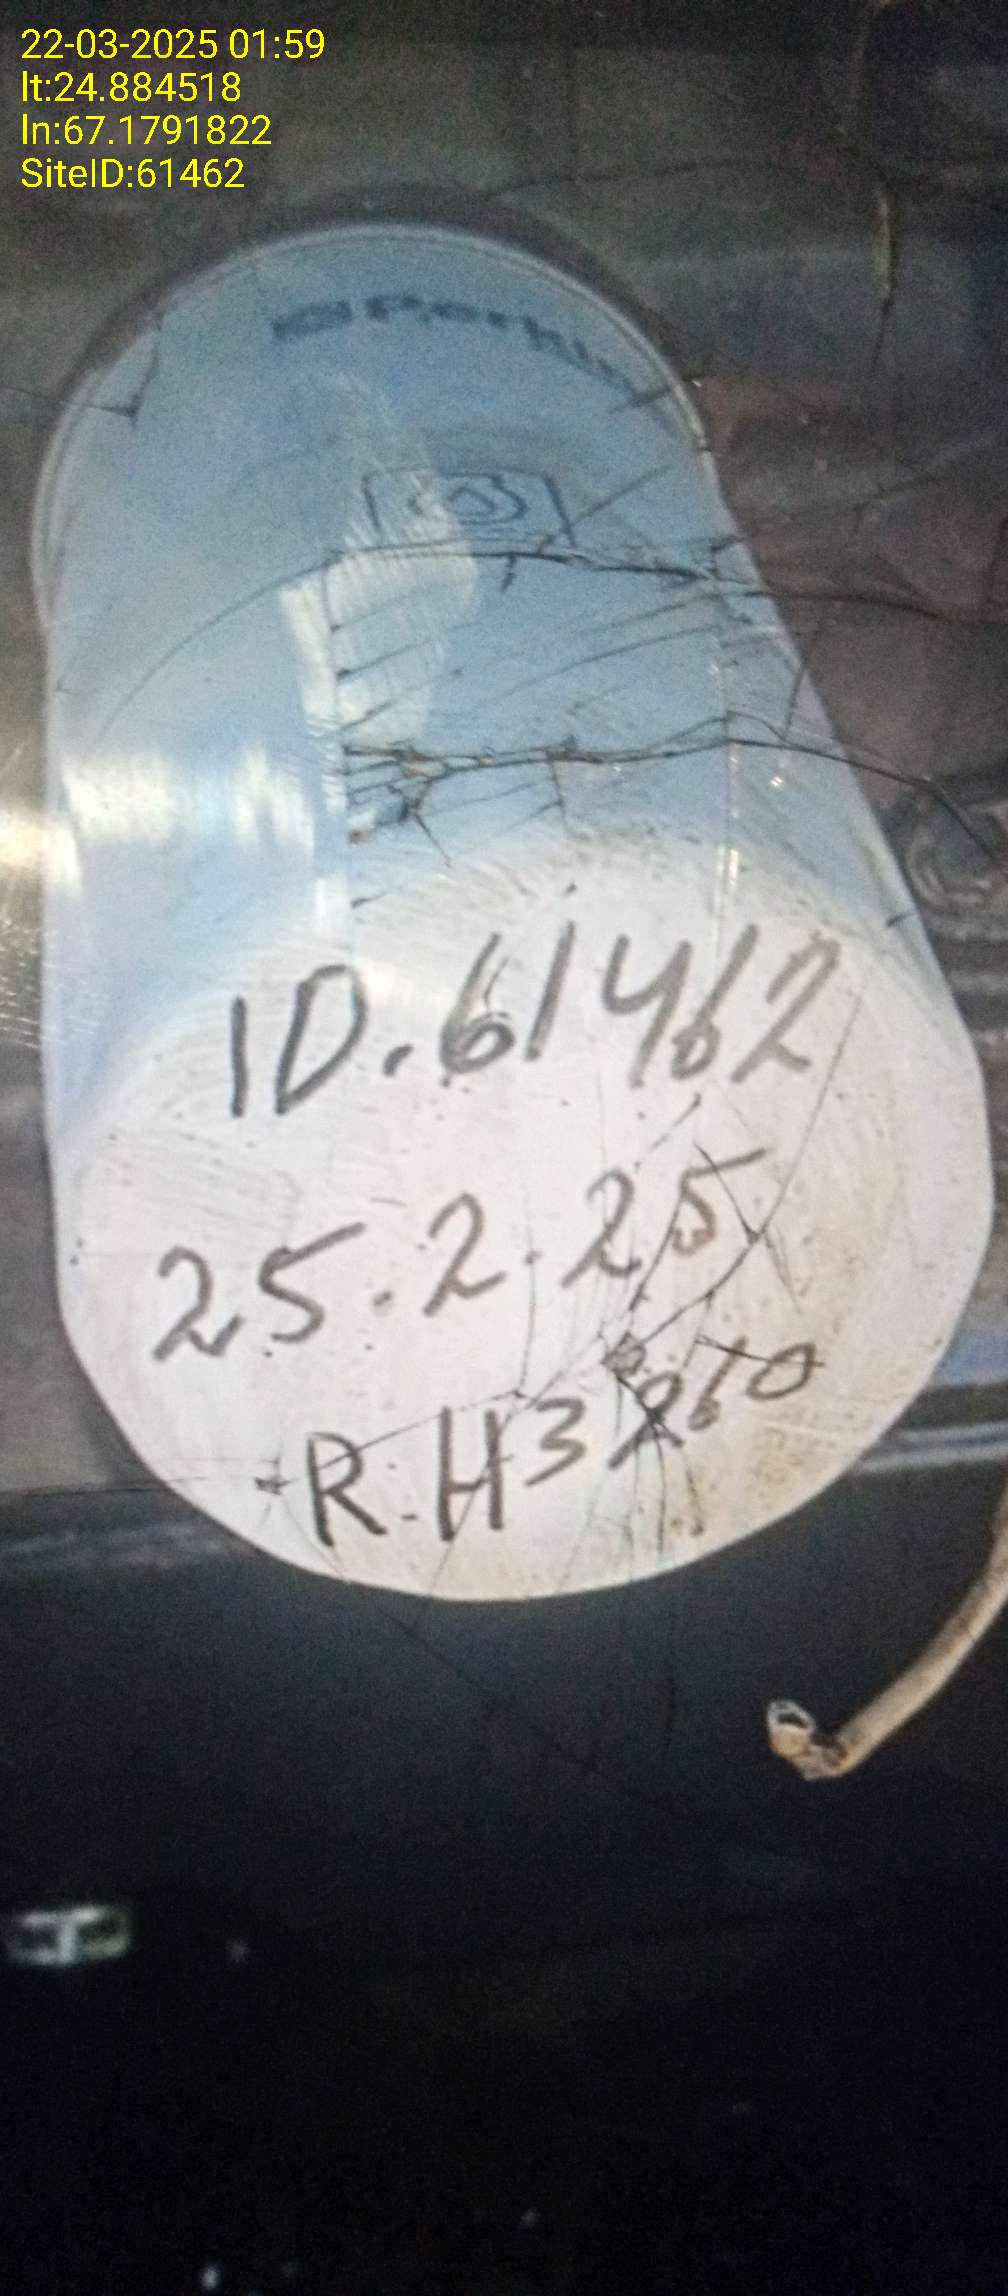 22-03-2025 01:59
lt:24.884518
ln:67.1791822
SiteID:61462
Perkins
ID.61462
25.2.25
R.H3260